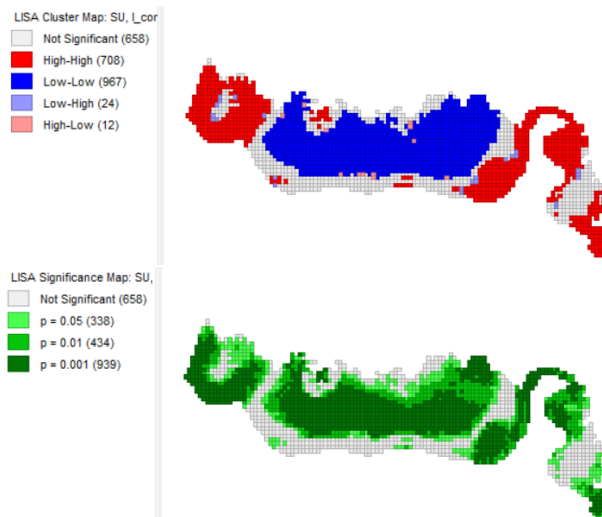 LISA Cluster Map: SU, I_cor
Not Significant (658)
High-High (708)
Low-Low (967)
Low-High (24)
High-Low (12)
LISA Significance Map: SU,
Not Significant (658)
p = 0.05 (338)
p = 0.01 (434)
p = 0.001 (939)